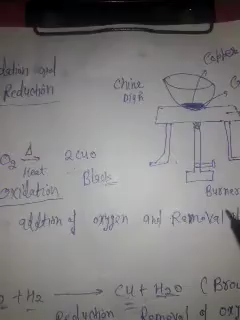 dation and
Reduction
China
Dish
Copper
O2 Δ 2CuO
Heat
Black
Oxidation
Burner
addition of oxygen and Removal
+ H2 → Cu + H2O (Brow
Reduction Removal of ox